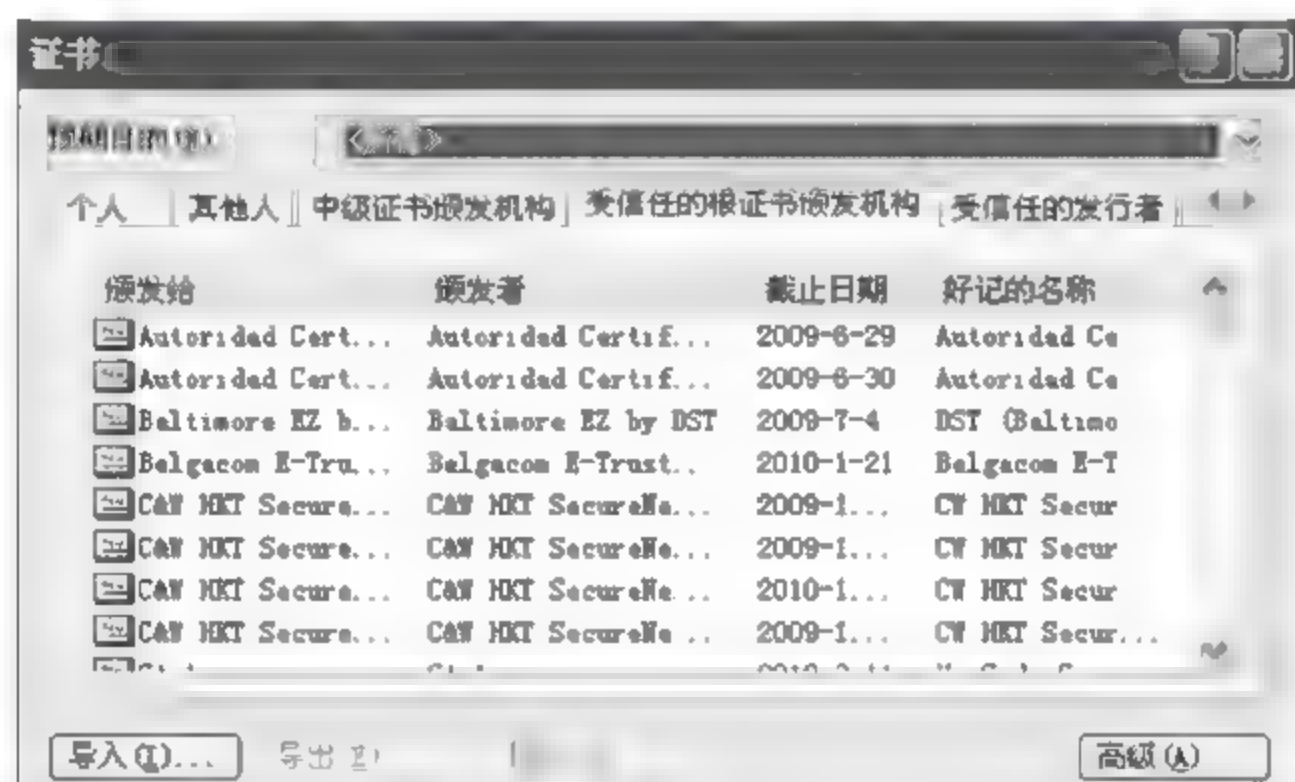 证书
<所有>
个人 其他人 中级证书颁发机构 受信任的根证书颁发机构 受信任的发行者
颁发给 颁发者 截止日期 好记的名称
Autoridad Cert... Autoridad Certif... 2009-6-29 Autoridad Ce
Autoridad Cert... Autoridad Certif... 2009-6-30 Autoridad Ce
Baltimore EZ b... Baltimore EZ by DST 2009-7-4 DST (Baltimo
Belgacom E-Tru... Belgacom E-Trust.. 2010-1-21 Belgacom E-T
C&W HKT Secure... C&W HKT SecureNe... 2009-1... CW HKT Secur
C&W HKT Secure... C&W HKT SecureNe... 2009-1... CW HKT Secur
C&W HKT Secure... C&W HKT SecureNe .. 2010-1... CW HKT Secur
C&W HKT Secure... C&W HKT SecureNe .. 2009-1... CW HKT Secur...
导入(I)... 导出 高级(A)